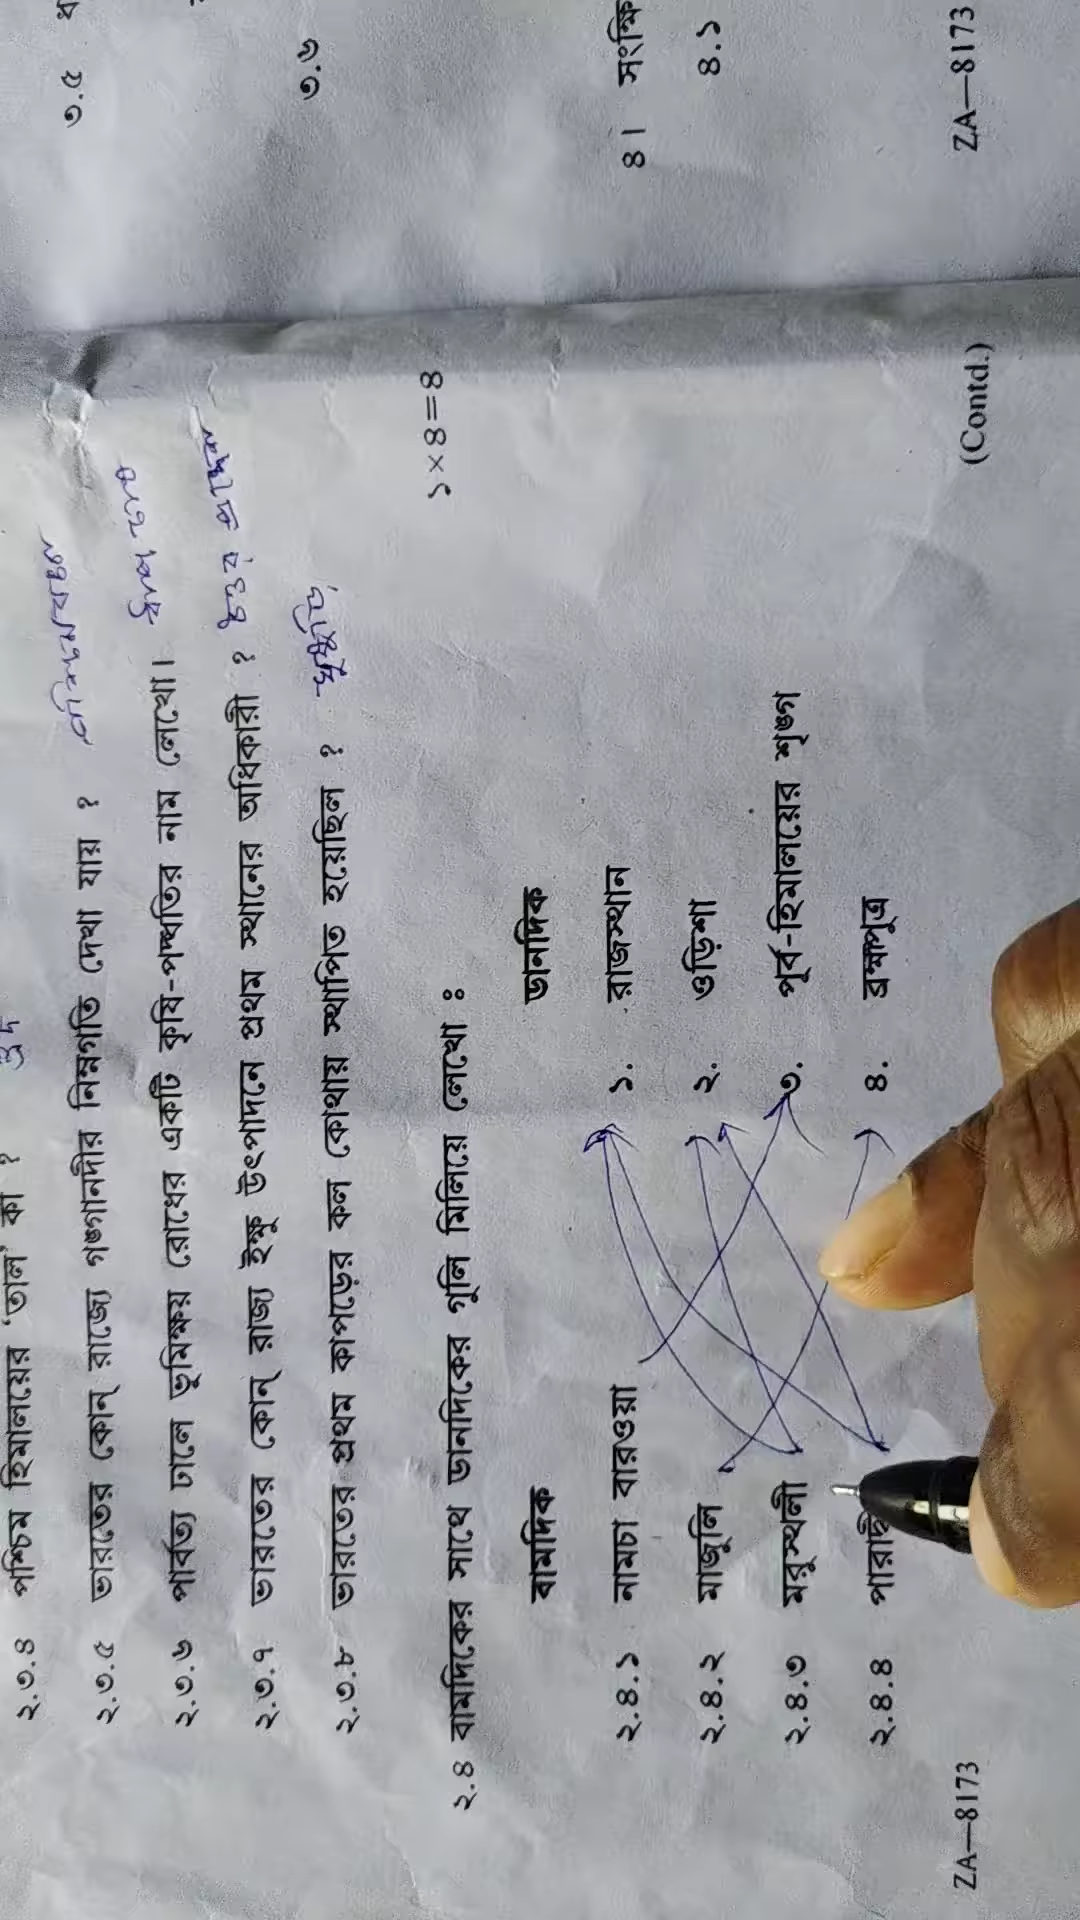 ২.৩.৪ পশ্চিম হিমালয়ের 'তাল' কী ? হ্রদ
২.৩.৫ ভারতের কোন্ রাজ্যে গঙ্গানদীর নিম্নগতি দেখা যায় ?
২.৩.৬ পার্বত্য ঢালে ভূমিক্ষয় রোধের একটি কৃষি-পদ্ধতির নাম লেখো।
২.৩.৭ ভারতের কোন্ রাজ্য ইক্ষু উৎপাদনে প্রথম স্থানের অধিকারী ? উত্তর প্রদেশ
২.৩.৮ ভারতের প্রথম কাপড়ের কল কোথায় স্থাপিত হয়েছিল ?
২.৪ বামদিকের সাথে ডানদিকের গুলি মিলিয়ে লেখো : ১×৪=৪
বামদিক ডানদিক
২.৪.১ নামচা বারওয়া ১. রাজস্থান
২.৪.২ মাজুলি ২. ওড়িশা
২.৪.৩ মরুস্থলী ৩. পূর্ব-হিমালয়ের শৃঙ্গ
২.৪.৪ ৪. ব্রহ্মপুত্র
ZA—8173 (Contd.)
৩.৫
৩.৬
৪। সংক্ষি
৪.১
ZA—8173